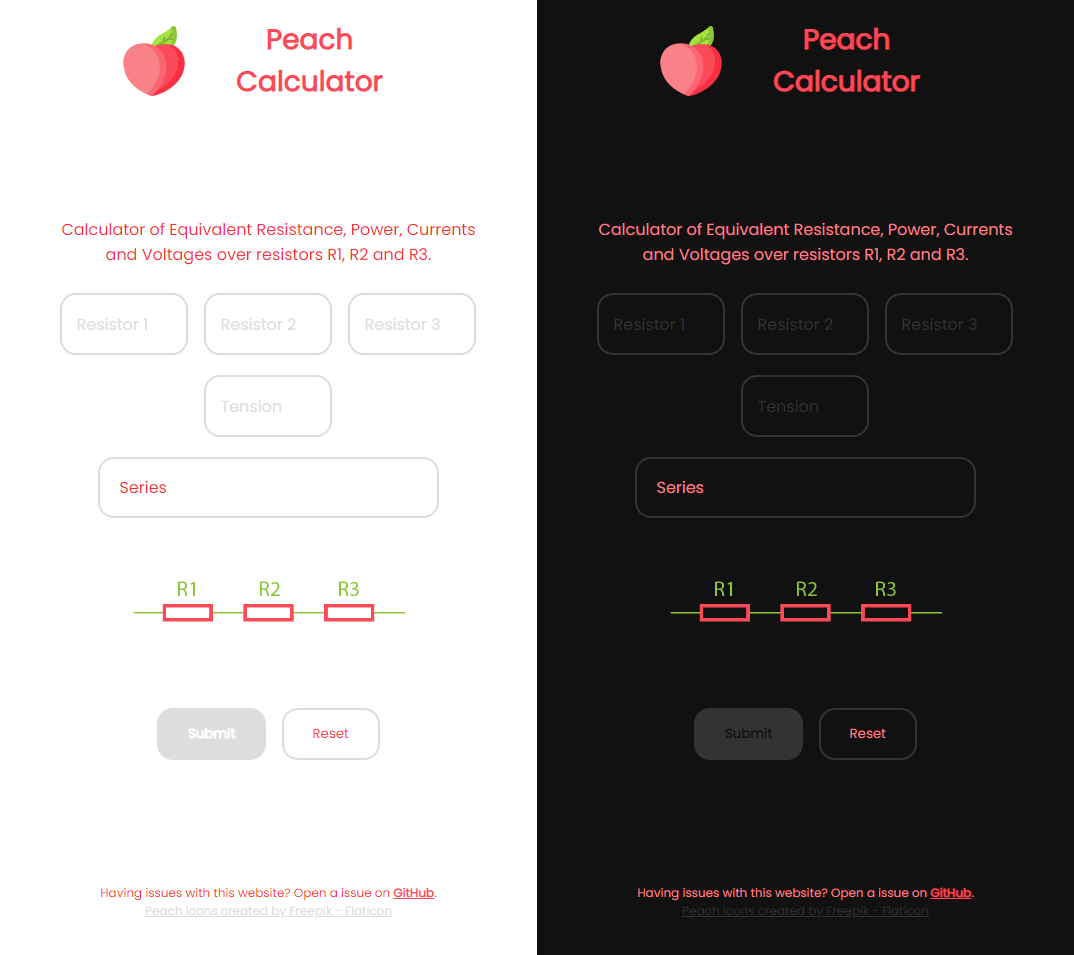 Peach
Calculator
Calculator of Equivalent Resistance, Power, Currents
and Voltages over resistors R1, R2 and R3.
Resistor 1
Resistor 2
Resistor 3
Tension
Series
R1
R2
R3
Submit
Reset
Having issues with this website? Open a issue on GitHub.
Peach icons created by Freepik - Flaticon
Peach
Calculator
Calculator of Equivalent Resistance, Power, Currents
and Voltages over resistors R1, R2 and R3.
Resistor 1
Resistor 2
Resistor 3
Tension
Series
R1
R2
R3
Submit
Reset
Having issues with this website? Open a issue on GitHub.
Peach icons created by Freepik - Flaticon